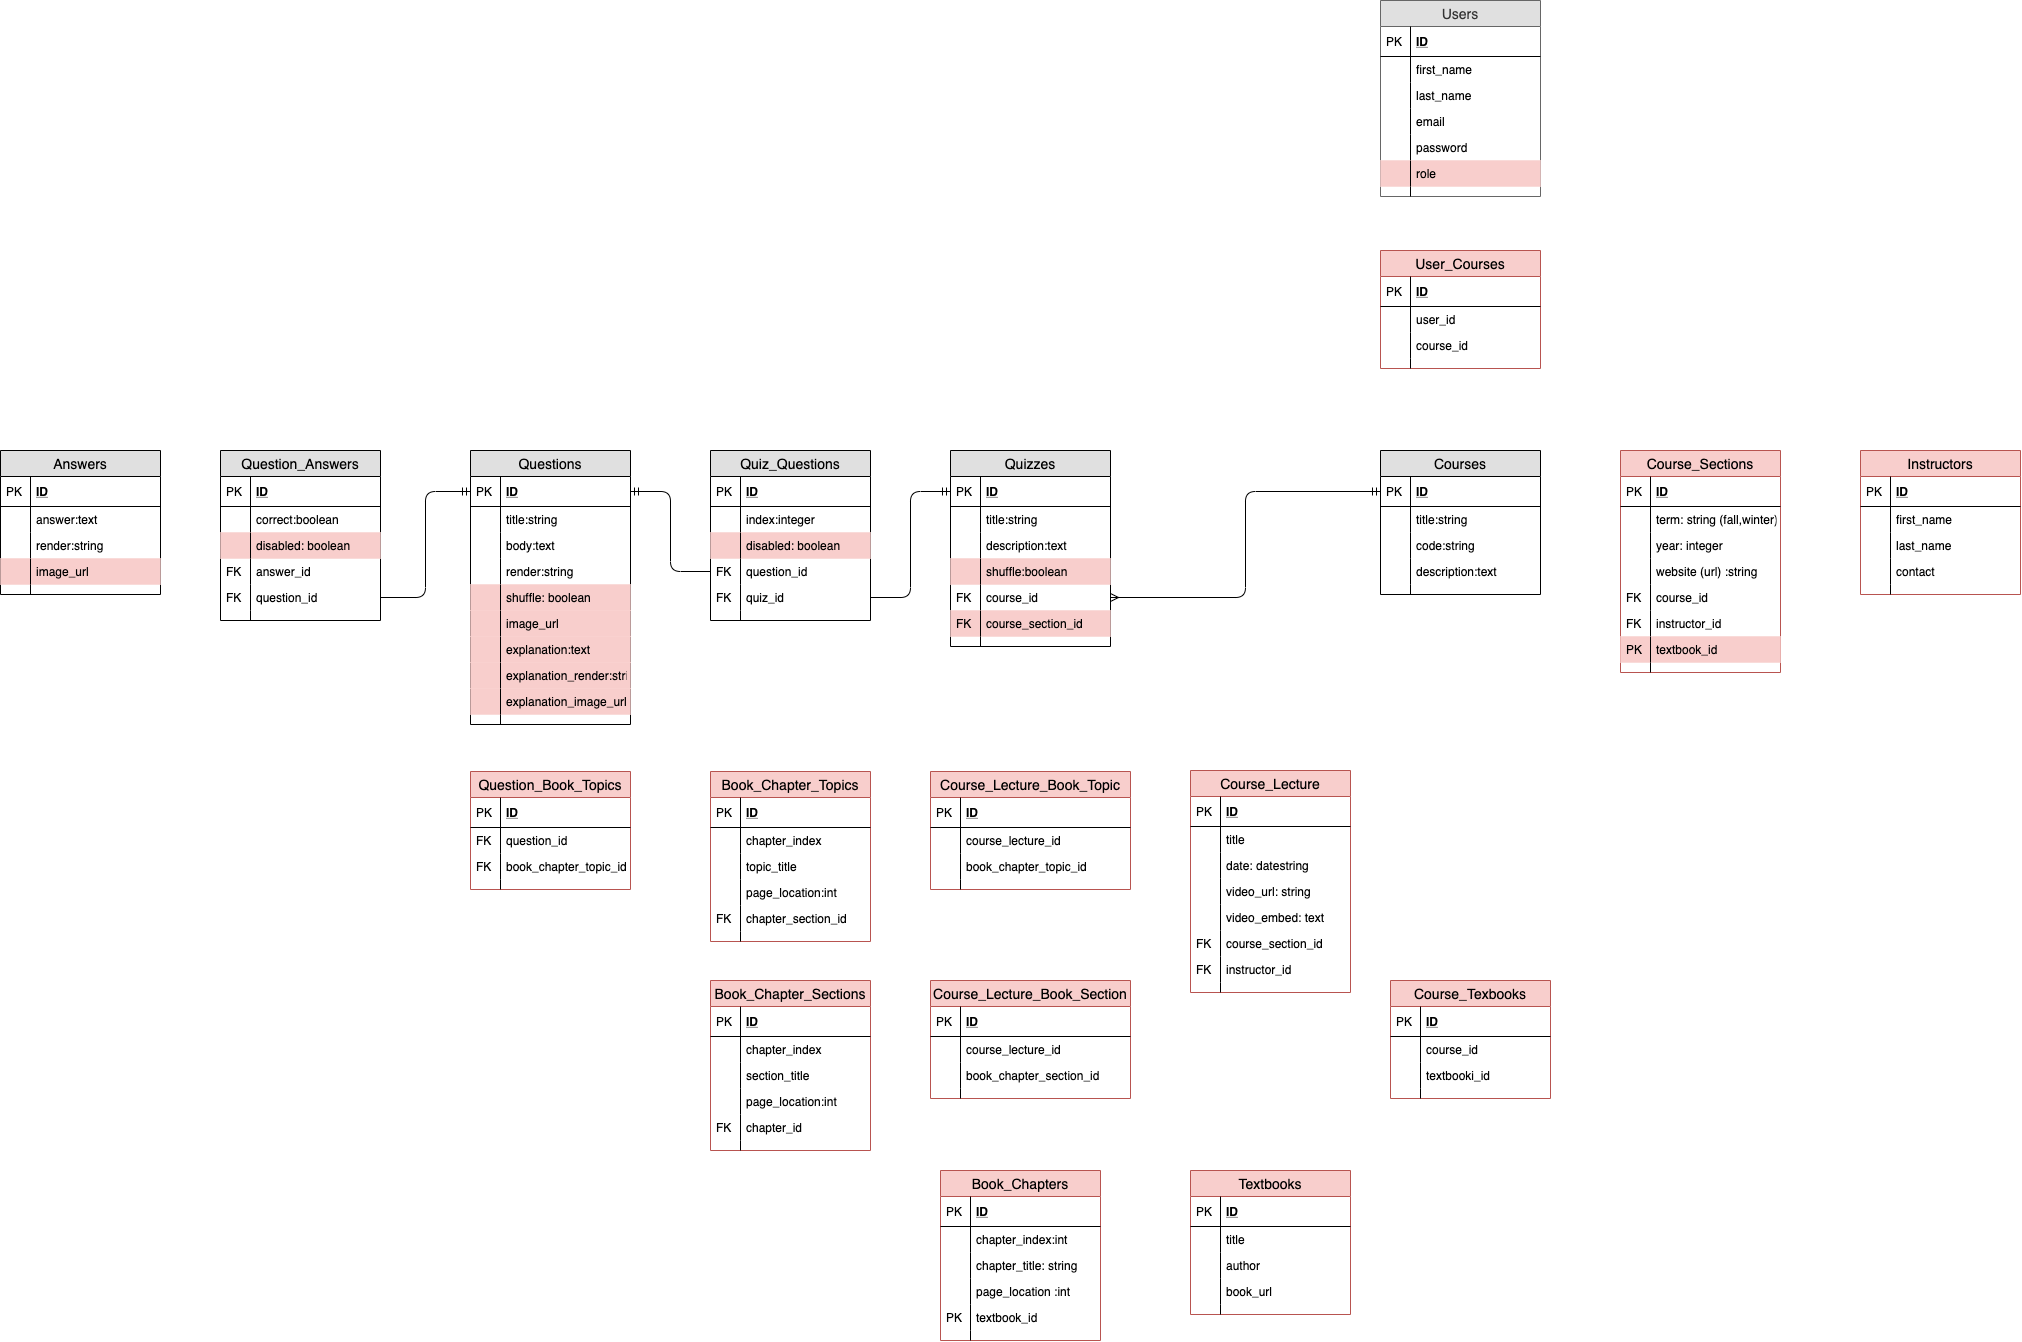 Users
PK ID
first_name
last_name
email
password
role
User_Courses
PK ID
user_id
course_id
Answers
PK ID
answer:text
render:string
image_url
Question_Answers
PK ID
correct:boolean
disabled: boolean
FK answer_id
FK question_id
Questions
PK ID
title:string
body:text
render:string
shuffle: boolean
image_url
explanation:text
explanation_render:stri
explanation_image_url
Quiz_Questions
PK ID
index:integer
disabled: boolean
FK question_id
FK quiz_id
Quizzes
PK ID
title:string
description:text
shuffle:boolean
FK course_id
FK course_section_id
Courses
PK ID
title:string
code:string
description:text
Course_Sections
PK ID
term: string (fall,winter)
year: integer
website (url) :string
FK course_id
FK instructor_id
PK textbook_id
Instructors
PK ID
first_name
last_name
contact
Question_Book_Topics
PK ID
FK question_id
FK book_chapter_topic_id
Book_Chapter_Topics
PK ID
chapter_index
topic_title
page_location:int
FK chapter_section_id
Course_Lecture_Book_Topic
PK ID
course_lecture_id
book_chapter_topic_id
Course_Lecture
PK ID
title
date: datestring
video_url: string
video_embed: text
FK course_section_id
FK instructor_id
Book_Chapter_Sections
PK ID
chapter_index
section_title
page_location:int
FK chapter_id
Course_Lecture_Book_Section
PK ID
course_lecture_id
book_chapter_section_id
Course_Texbooks
PK ID
course_id
textbooki_id
Book_Chapters
PK ID
chapter_index:int
chapter_title: string
page_location :int
PK textbook_id
Textbooks
PK ID
title
author
book_url